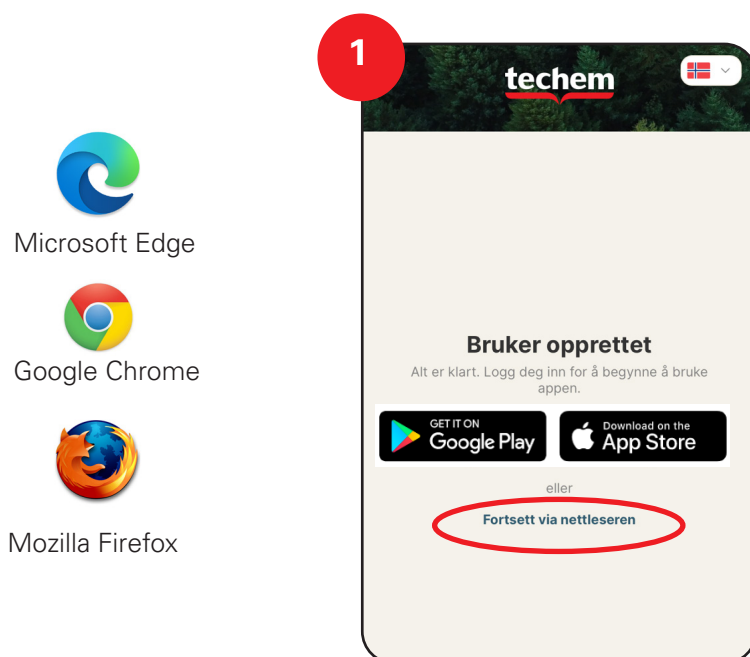 1
techem
Microsoft Edge
Google Chrome
Mozilla Firefox
Bruker opprettet
Alt er klart. Logg deg inn for å begynne å bruke
appen.
GET IT ON
Google Play
Download on the
App Store
eller
Fortsett via nettleseren